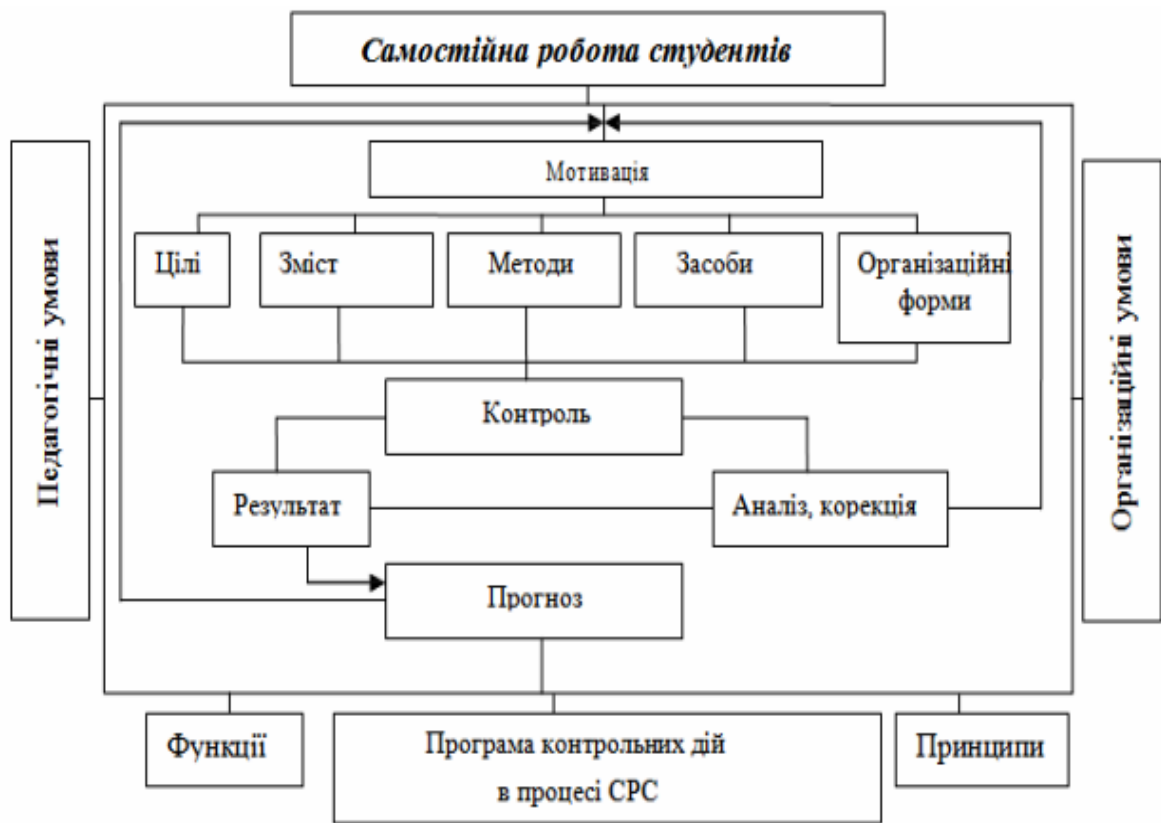 Самостійна робота студентів
Мотивація
Педагогічні умови
Організаційні умови
Цілі
Зміст
Методи
Засоби
Організаційні
форми
Контроль
Результат
Аналіз, корекція
Прогноз
Функції
Програма контрольних дій
в процесі СРС
Принципи